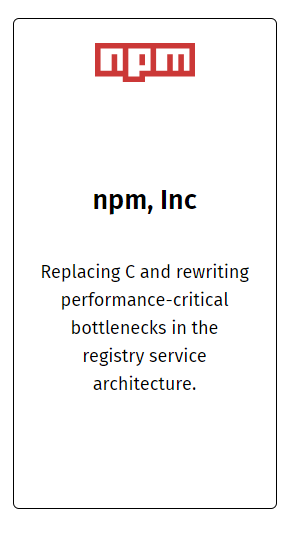 npm
npm, Inc
Replacing C and rewriting
performance-critical
bottlenecks in the
registry service
architecture.